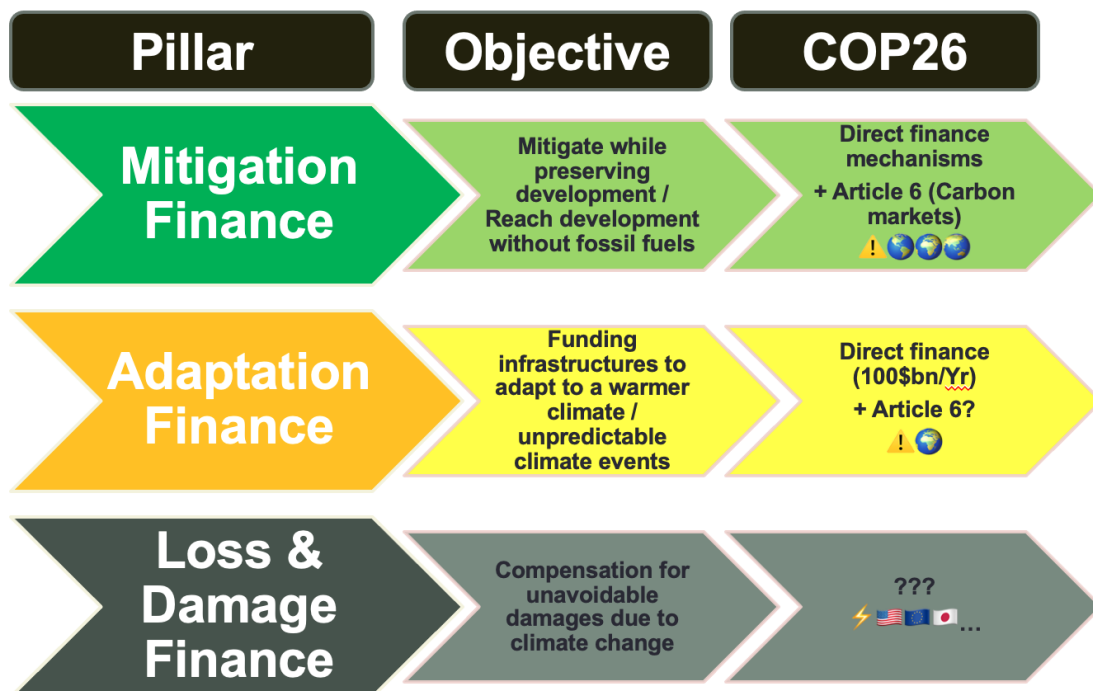 Pillar
Objective
COP26
Mitigation
Finance
Mitigate while
preserving
development /
Reach development
without fossil fuels
Direct finance
mechanisms
+ Article 6 (Carbon
markets)
⚠️🌎🌍🌏
Adaptation
Finance
Funding
infrastructures to
adapt to a warmer
climate /
unpredictable
climate events
Direct finance
(100$bn/Yr)
+ Article 6?
⚠️🌍
Loss &
Damage
Finance
Compensation for
unavoidable
damages due to
climate change
???
⚡🇺🇸🇪🇺🇯🇵...